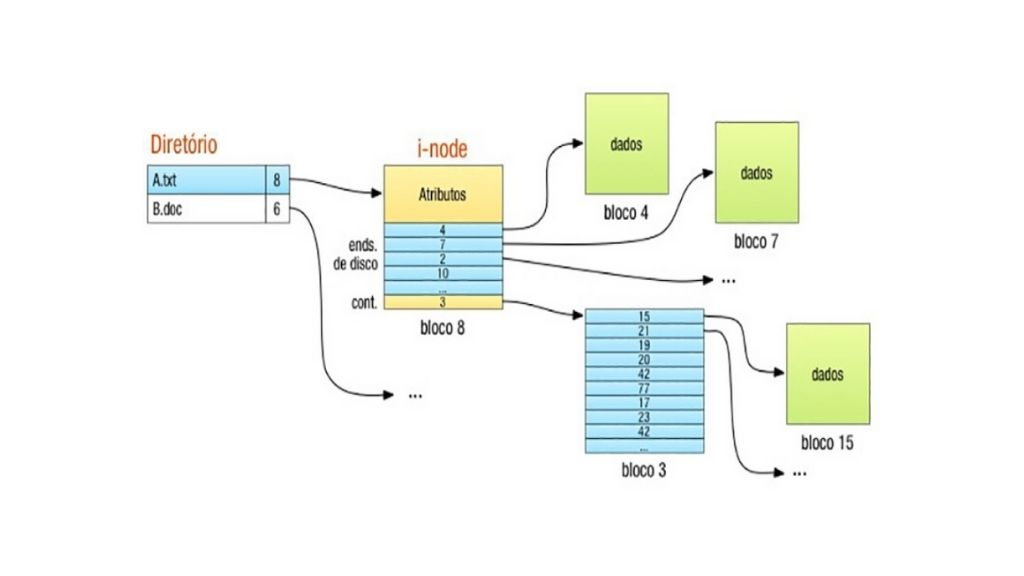 Diretório
A.txt 8
B.doc 6
i-node
Atributos
ends.
de disco
4
7
2
10
...
cont.
3
bloco 8
...
dados
bloco 4
dados
bloco 7
...
15
21
19
20
42
77
17
23
42
...
bloco 3
dados
bloco 15
...